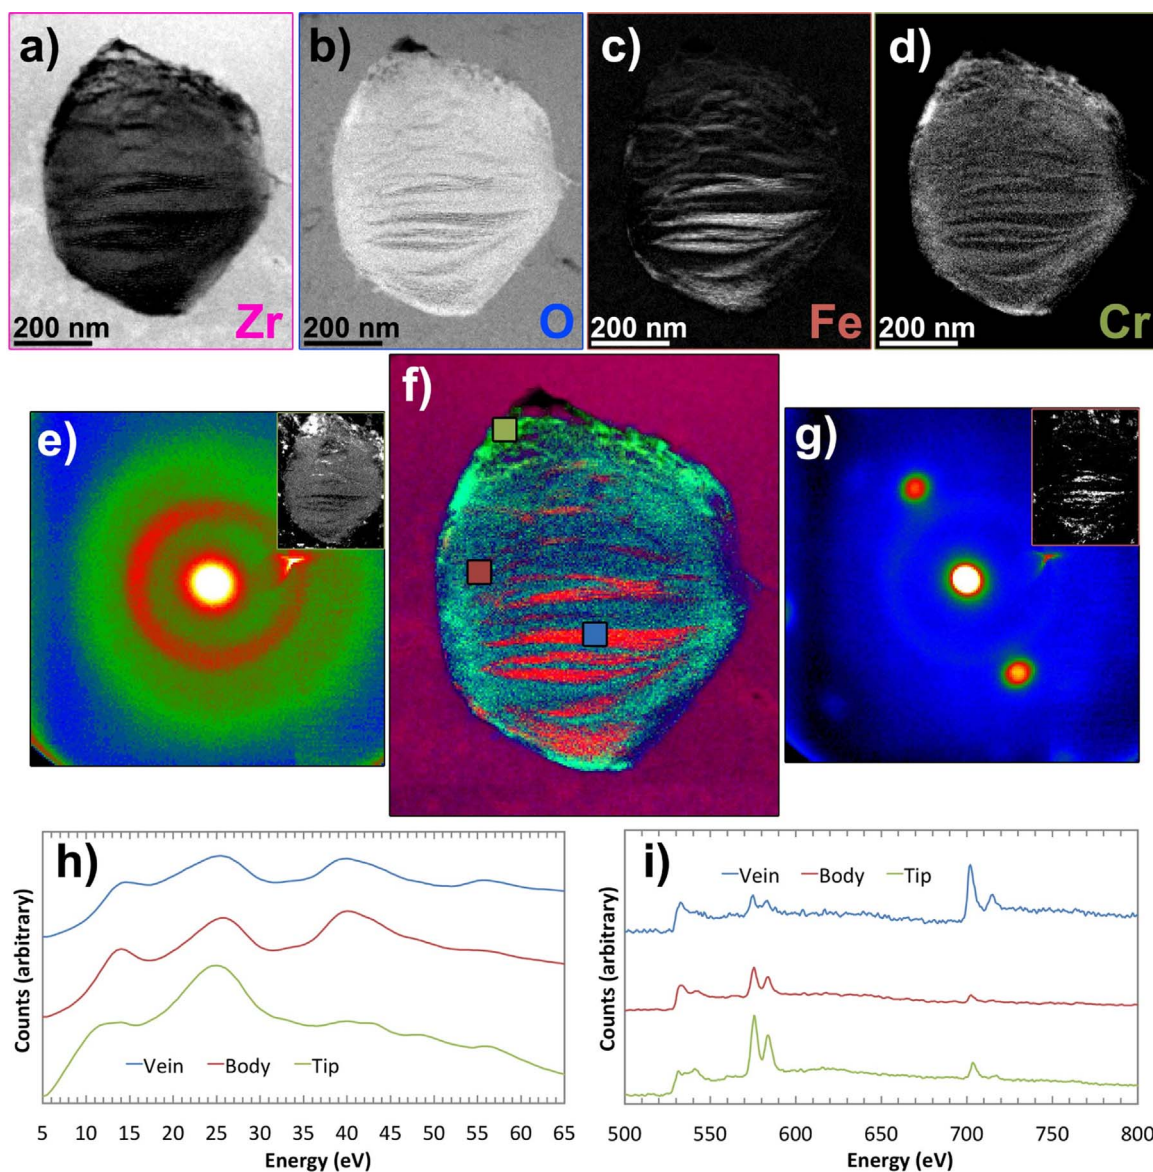 a)
b)
c)
d)
200 nm
Zr
200 nm
O
200 nm
Fe
200 nm
Cr
e)
f)
g)
h)
Counts (arbitrary)
Vein Body Tip
5 10 15 20 25 30 35 40 45 50 55 60 65
Energy (eV)
i)
Counts (arbitrary)
Vein Body Tip
500 550 600 650 700 750 800
Energy (eV)